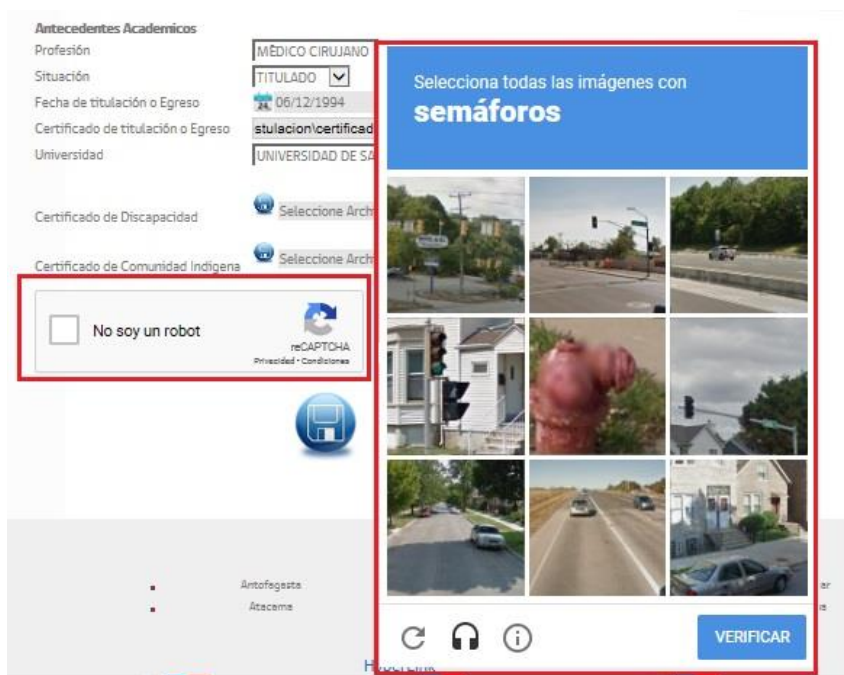 Antecedentes Academicos
Profesión MÉDICO CIRUJANO
Situación TITULADO
Fecha de titulación o Egreso 06/12/1994
Certificado de titulación o Egreso stulacion\certificad
Universidad UNIVERSIDAD DE SA
Certificado de Discapacidad Seleccione Arch
Certificado de Comunidad Indígena Seleccione Arch
No soy un robot
reCAPTCHA
Privacidad - Condiciones
Selecciona todas las imágenes con
semáforos
VERIFICAR
Antofagasta
Atacama
HyperLink